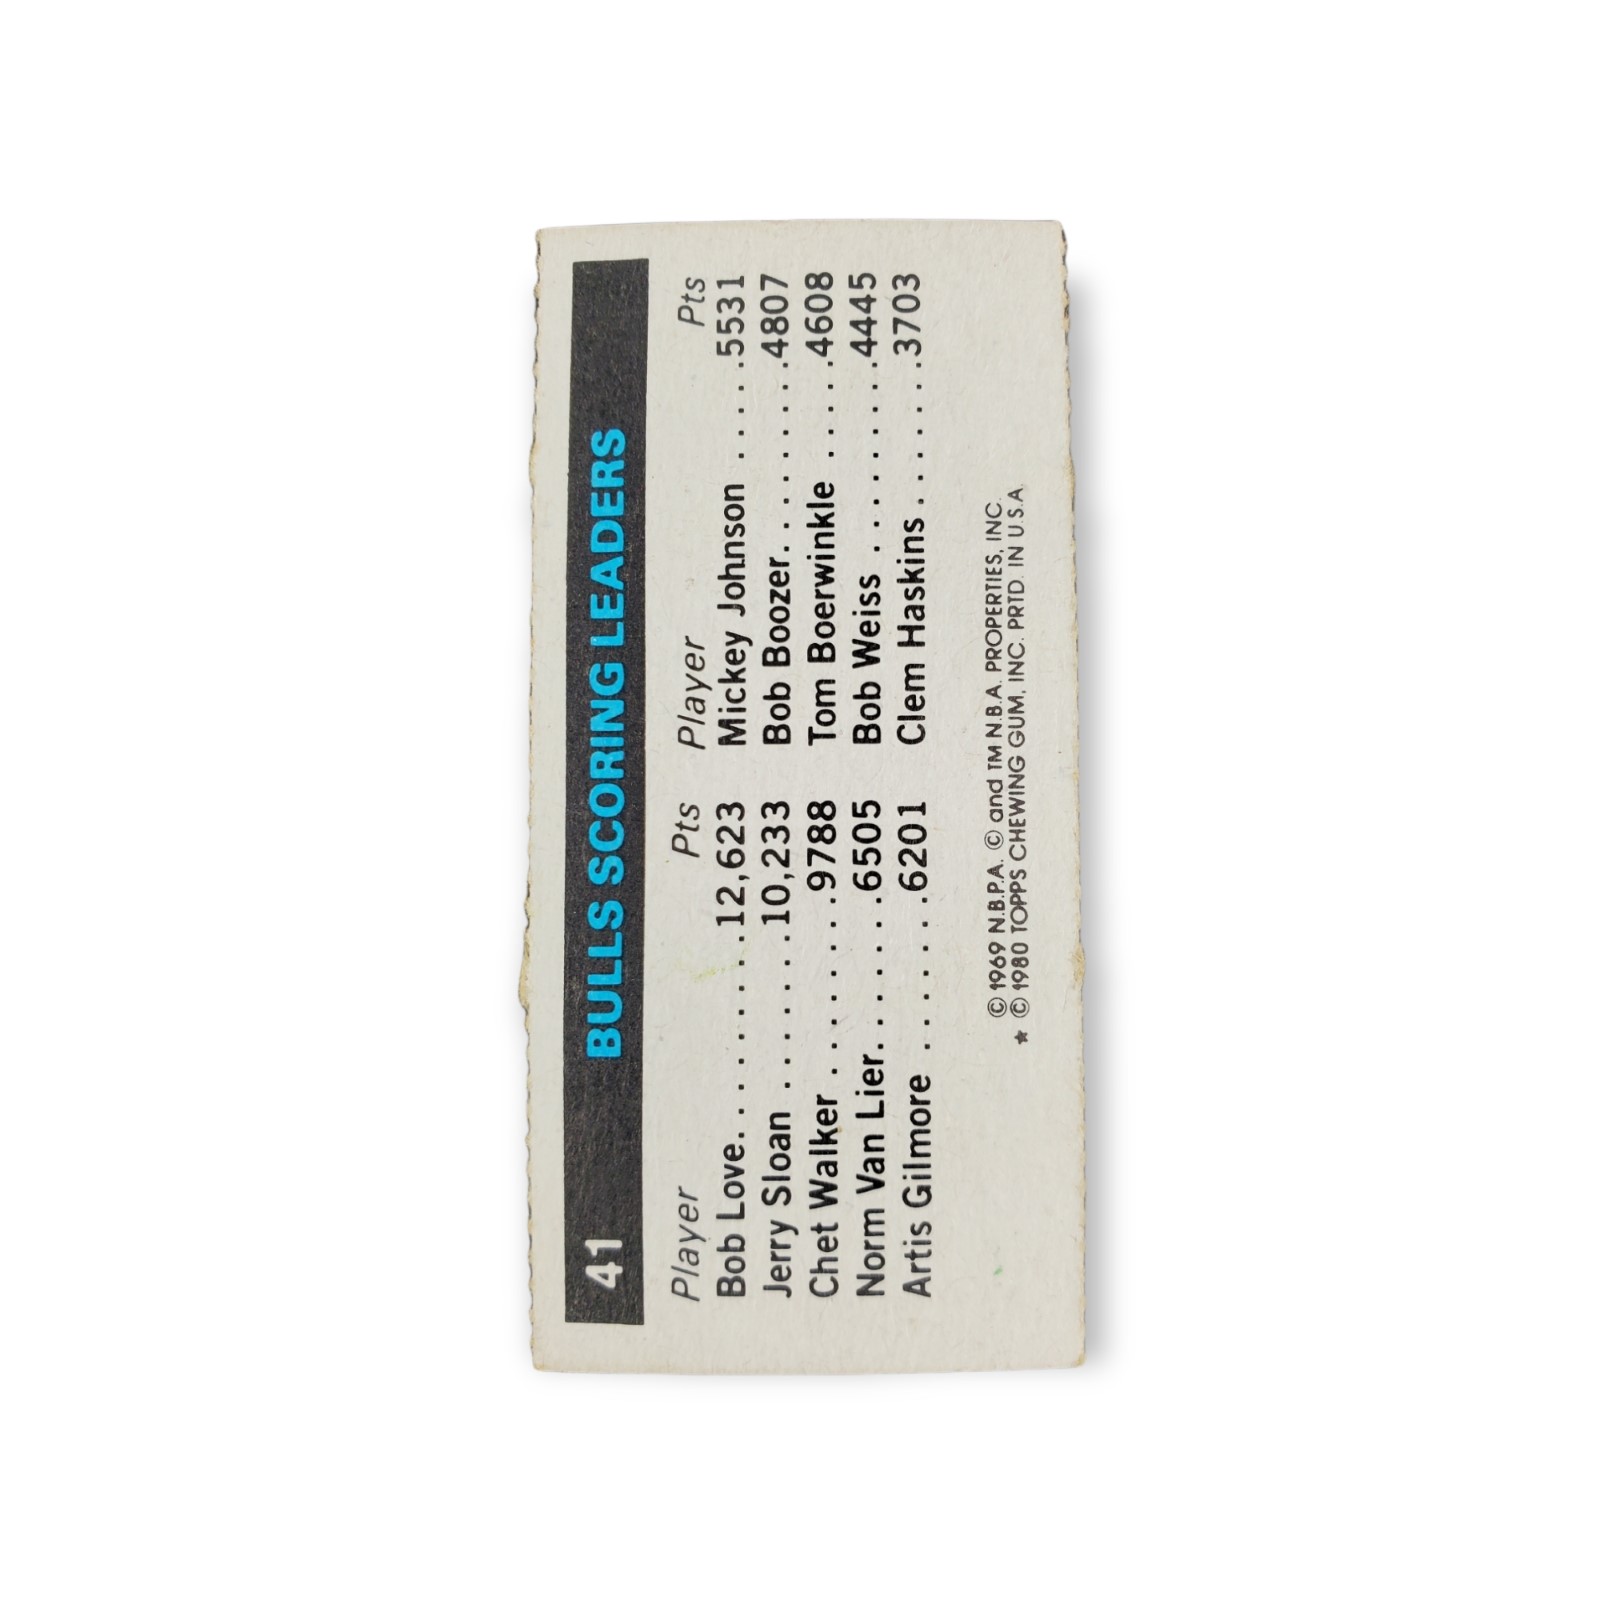 41 BULLS SCORING LEADERS
Player Pts Player Pts
Bob Love. . . . . . . . .12,623 Mickey Johnson . . . . .5531
Jerry Sloan . . . . . . .10,233 Bob Boozer. . . . . . . .4807
Chet Walker . . . . . . . .9788 Tom Boerwinkle . . . . .4608
Norm Van Lier. . . . . . .6505 Bob Weiss . . . . . . . .4445
Artis Gilmore . . . . . . .6201 Clem Haskins . . . . . . .3703
© 1969 N.B.P.A. © and TM N.B.A. PROPERTIES, INC.
★ © 1980 TOPPS CHEWING GUM, INC. PRTD. IN U.S.A.